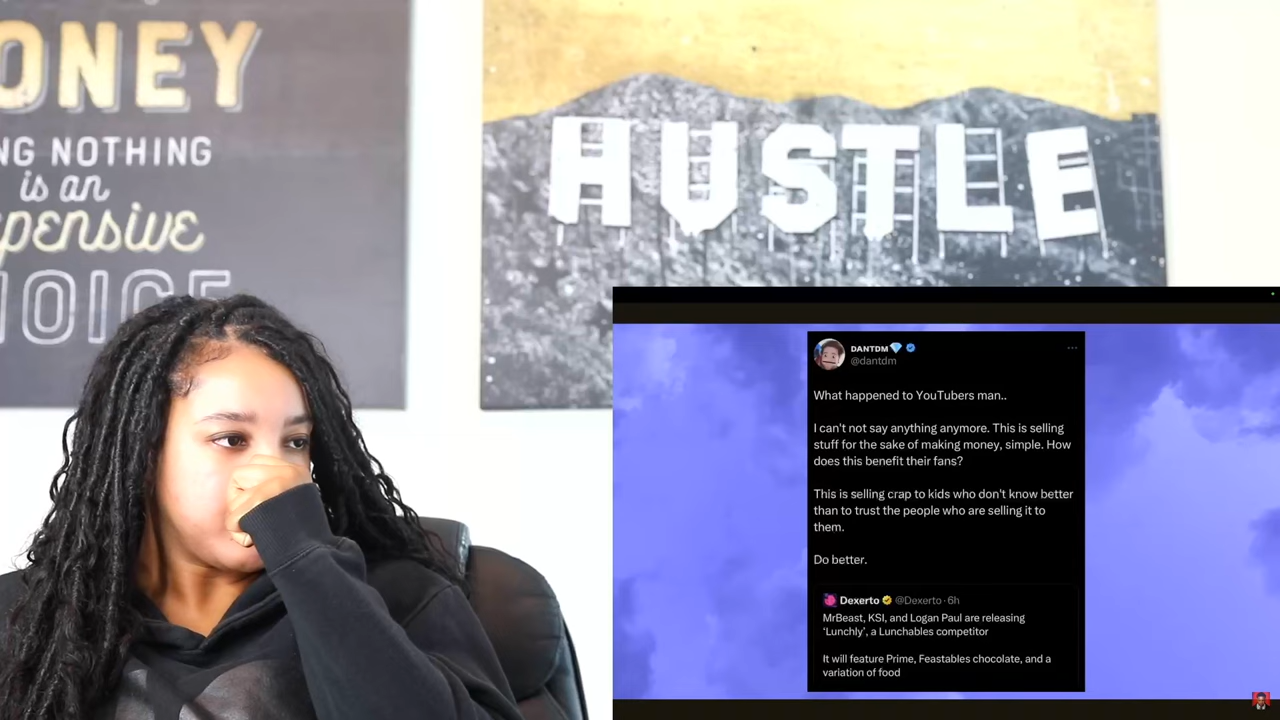 ONEY
NG NOTHING
is an
pensive
HOICE
HUSTLE
DANTDM
@dantdm
What happened to YouTubers man..
I can't not say anything anymore. This is selling
stuff for the sake of making money, simple. How
does this benefit their fans?
This is selling crap to kids who don't know better
than to trust the people who are selling it to
them.
Do better.
Dexerto @Dexerto · 6h
MrBeast, KSI, and Logan Paul are releasing
'Lunchly', a Lunchables competitor
It will feature Prime, Feastables chocolate, and a
variation of food